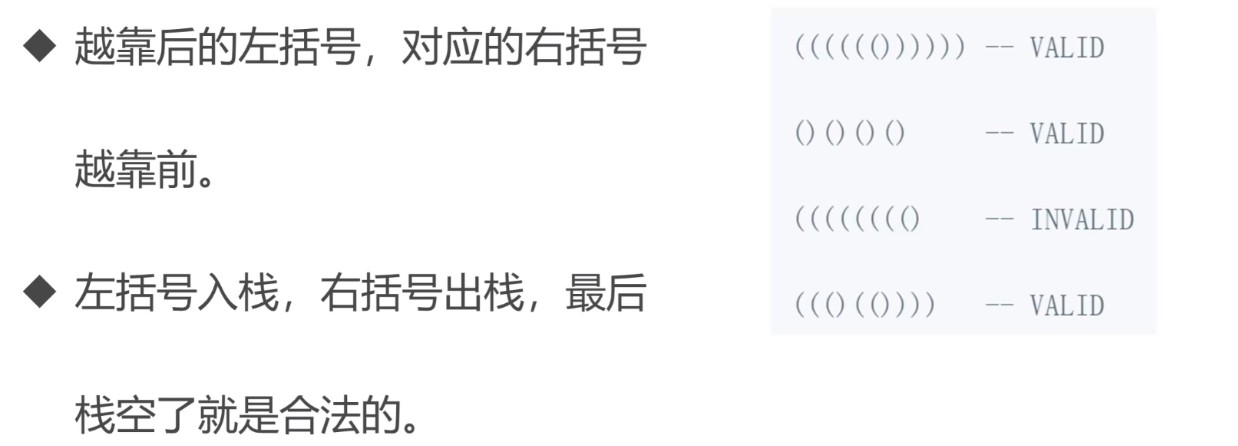 ◆ 越靠后的左括号，对应的右括号
越靠前。
◆ 左括号入栈，右括号出栈，最后
栈空了就是合法的。
(((((()))))) -- VALID
()()()() -- VALID
(((((((() -- INVALID
((()(()))) -- VALID